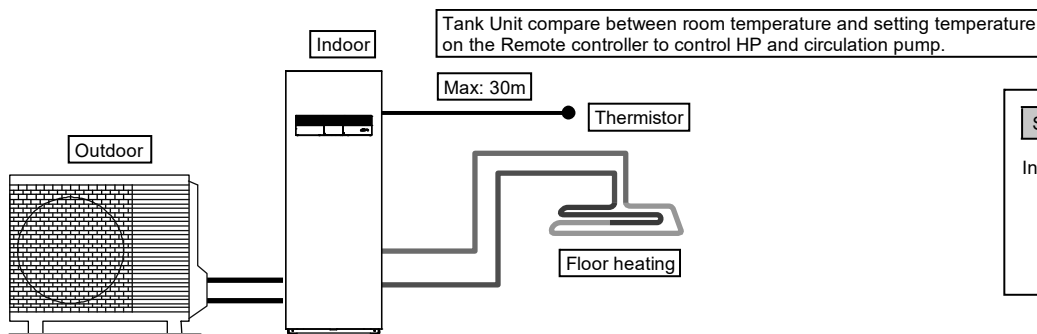 Tank Unit compare between room temperature and setting temperature
on the Remote controller to control HP and circulation pump.
Indoor
Max: 30m
Thermistor
Outdoor
Floor heating